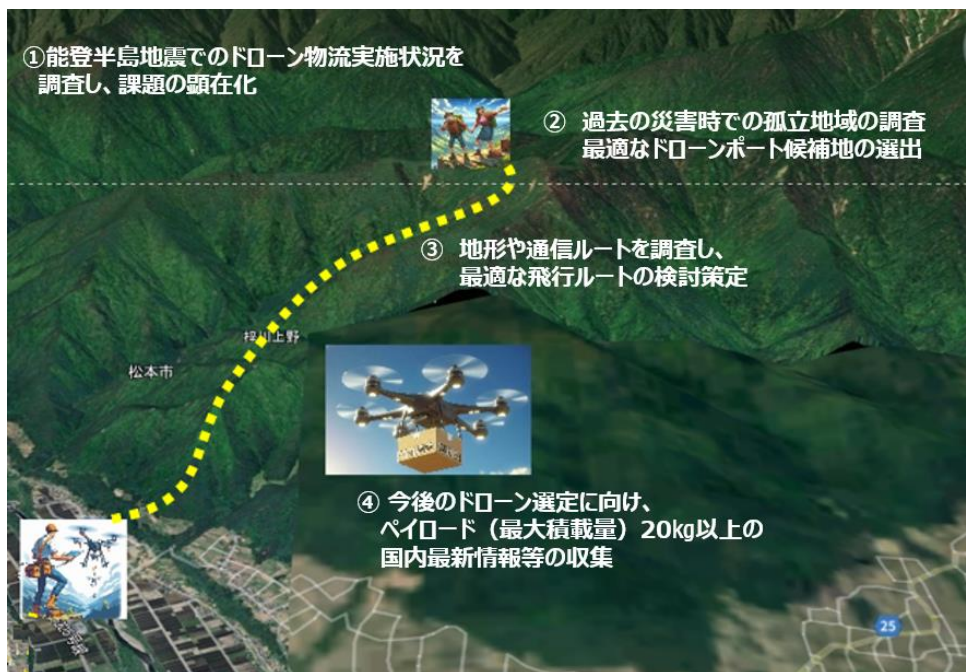 ①能登半島地震でのドローン物流実施状況を
調査し、課題の顕在化
② 過去の災害時での孤立地域の調査
最適なドローンポート候補地の選出
③ 地形や通信ルートを調査し、
最適な飛行ルートの検討策定
梓川上野
松本市
④ 今後のドローン選定に向け、
ペイロード（最大積載量）20㎏以上の
国内最新情報等の収集
25